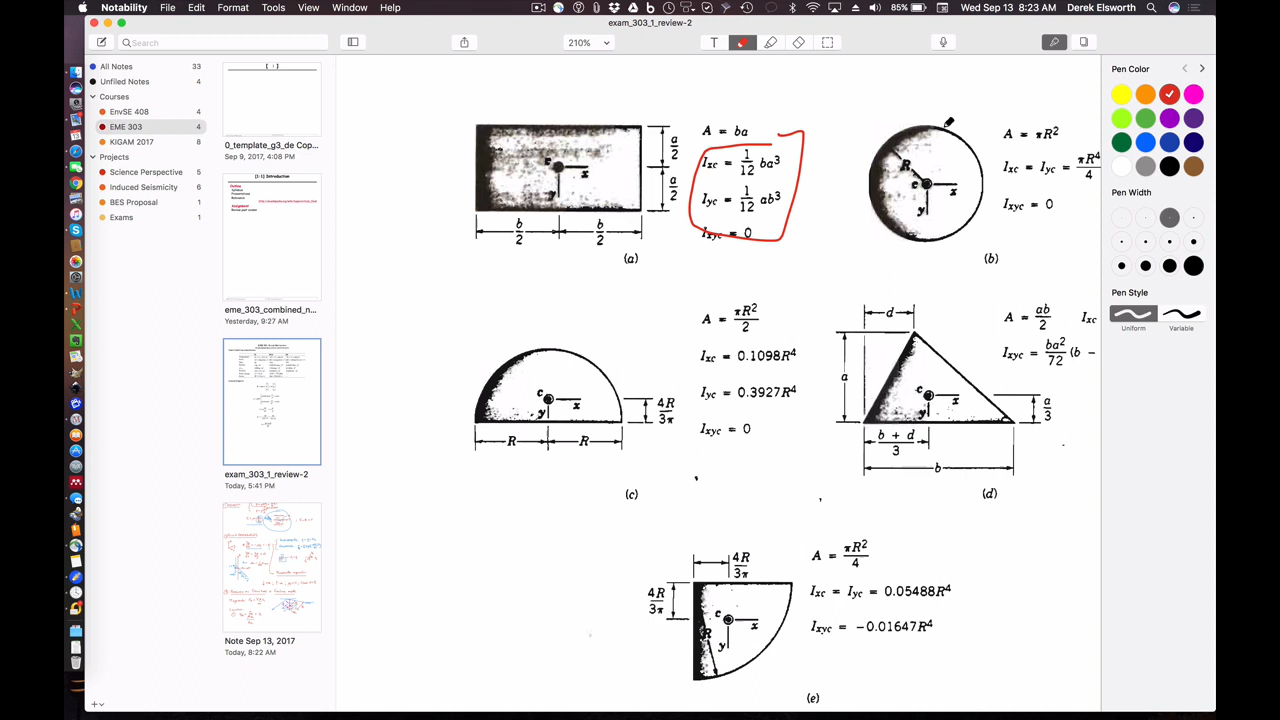 Notability File Edit Format Tools View Window Help 85% Wed Sep 13 8:23 AM Derek Elsworth
exam_303_1_review-2
Search
210%
T
All Notes 33
Unfiled Notes 4
Courses
EnvSE 408 4
EME 303 4
KIGAM 2017 8
Projects
Science Perspective 5
Induced Seismicity 6
BES Proposal 2
Exams 2
0_template_g3_de Cop...
Sep 9, 2017, 4:08 PM
[1:1] Introduction
eme_303_combined_n...
Yesterday, 9:27 AM
exam_303_1_review-2
Today, 5:41 PM
Note Sep 13, 2017
Today, 8:22 AM
c
x
y
a/2
a/2
b/2
b/2
A = ba
Ixc = 1/12 ba³
Iyc = 1/12 ab³
Ixyc = 0
(a)
R
c
x
y
A = πR²
Ixc = Iyc = πR⁴/4
Ixyc = 0
(b)
c
x
y
4R/3π
R
R
A = πR²/2
Ixc = 0.1098R⁴
Iyc = 0.3927R⁴
Ixyc = 0
(c)
d
a
c
x
y
a/3
b + d/3
b
A = ab/2 Ixc
Ixyc = ba²/72 (b −
(d)
4R/3π
4R/3π
c
x
R
y
A = πR²/4
Ixc = Iyc = 0.05488R⁴
Ixyc = −0.01647R⁴
(e)
Pen Color
Pen Width
Pen Style
Uniform
Variable